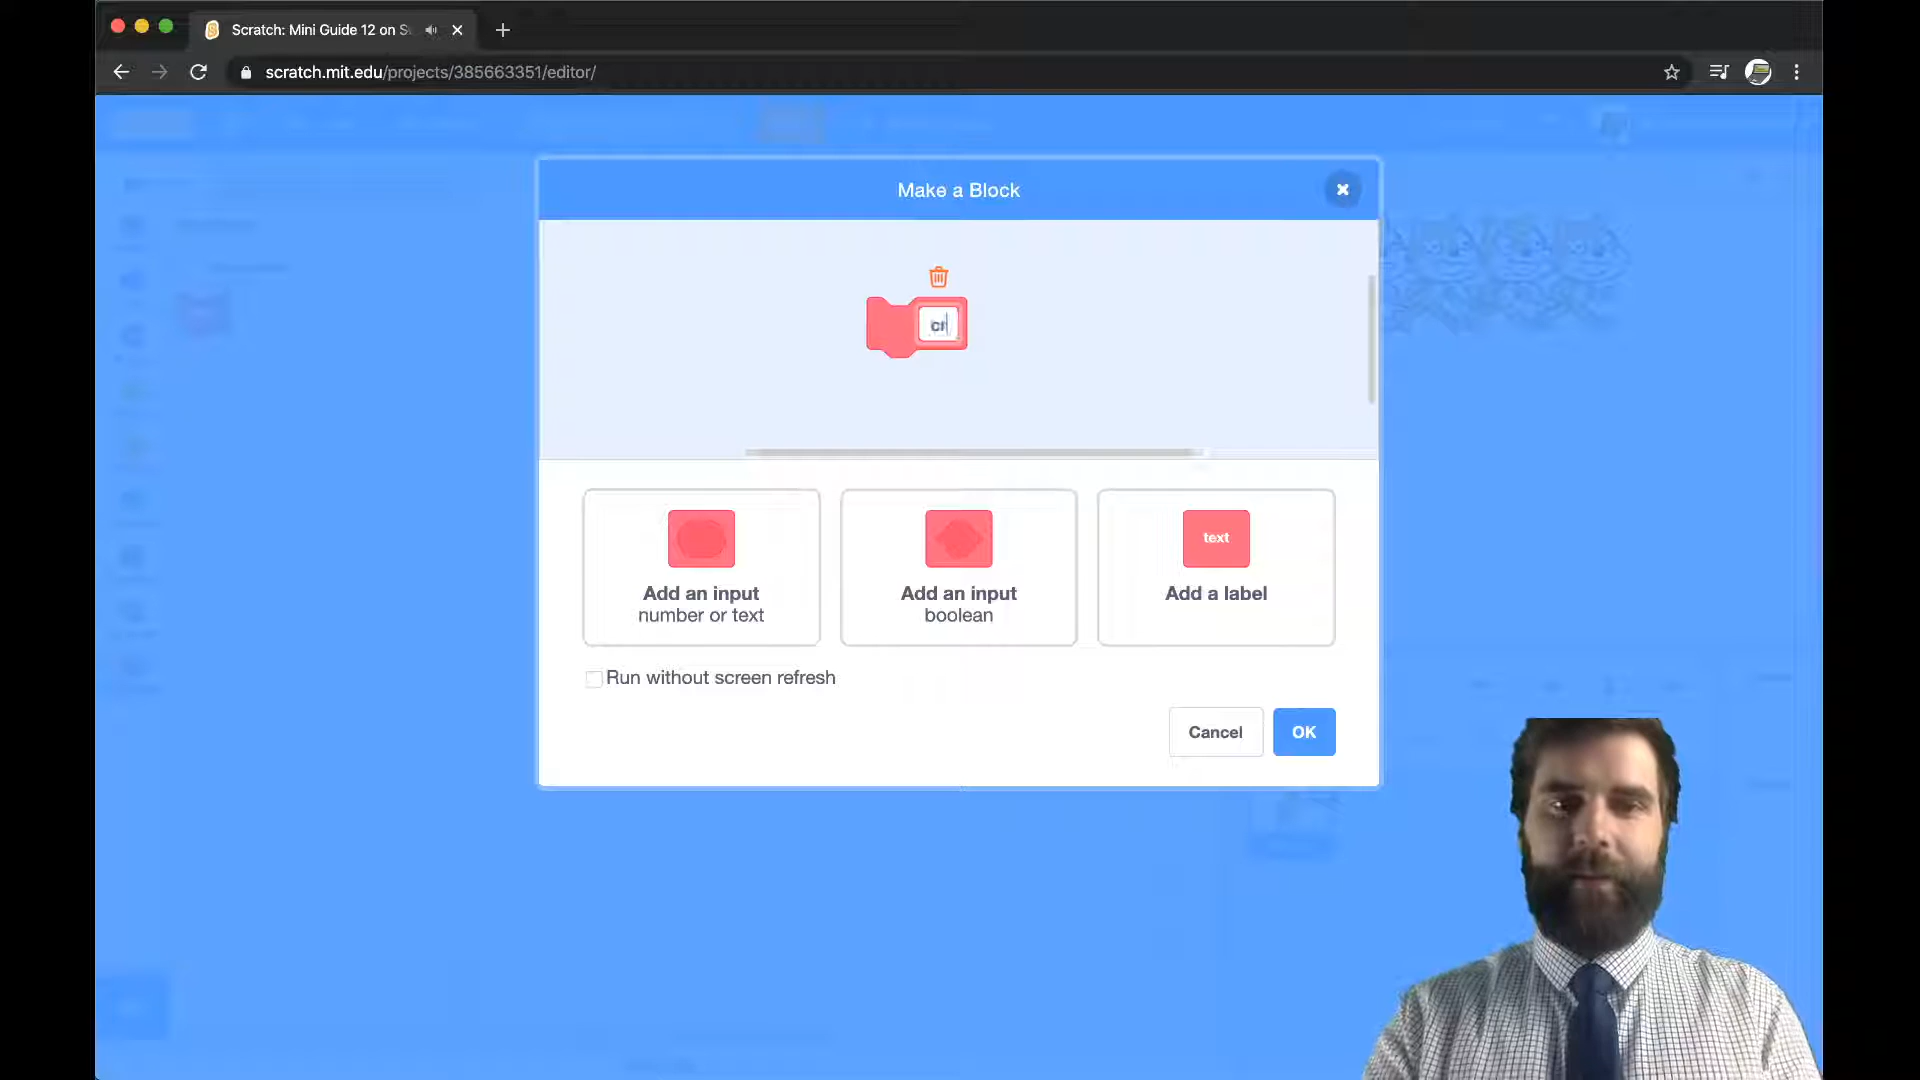 Scratch: Mini Guide 12 on S
scratch.mit.edu/projects/385663351/editor/
Make a Block
cr
text
Add an input
number or text
Add an input
boolean
Add a label
Run without screen refresh
Cancel
OK